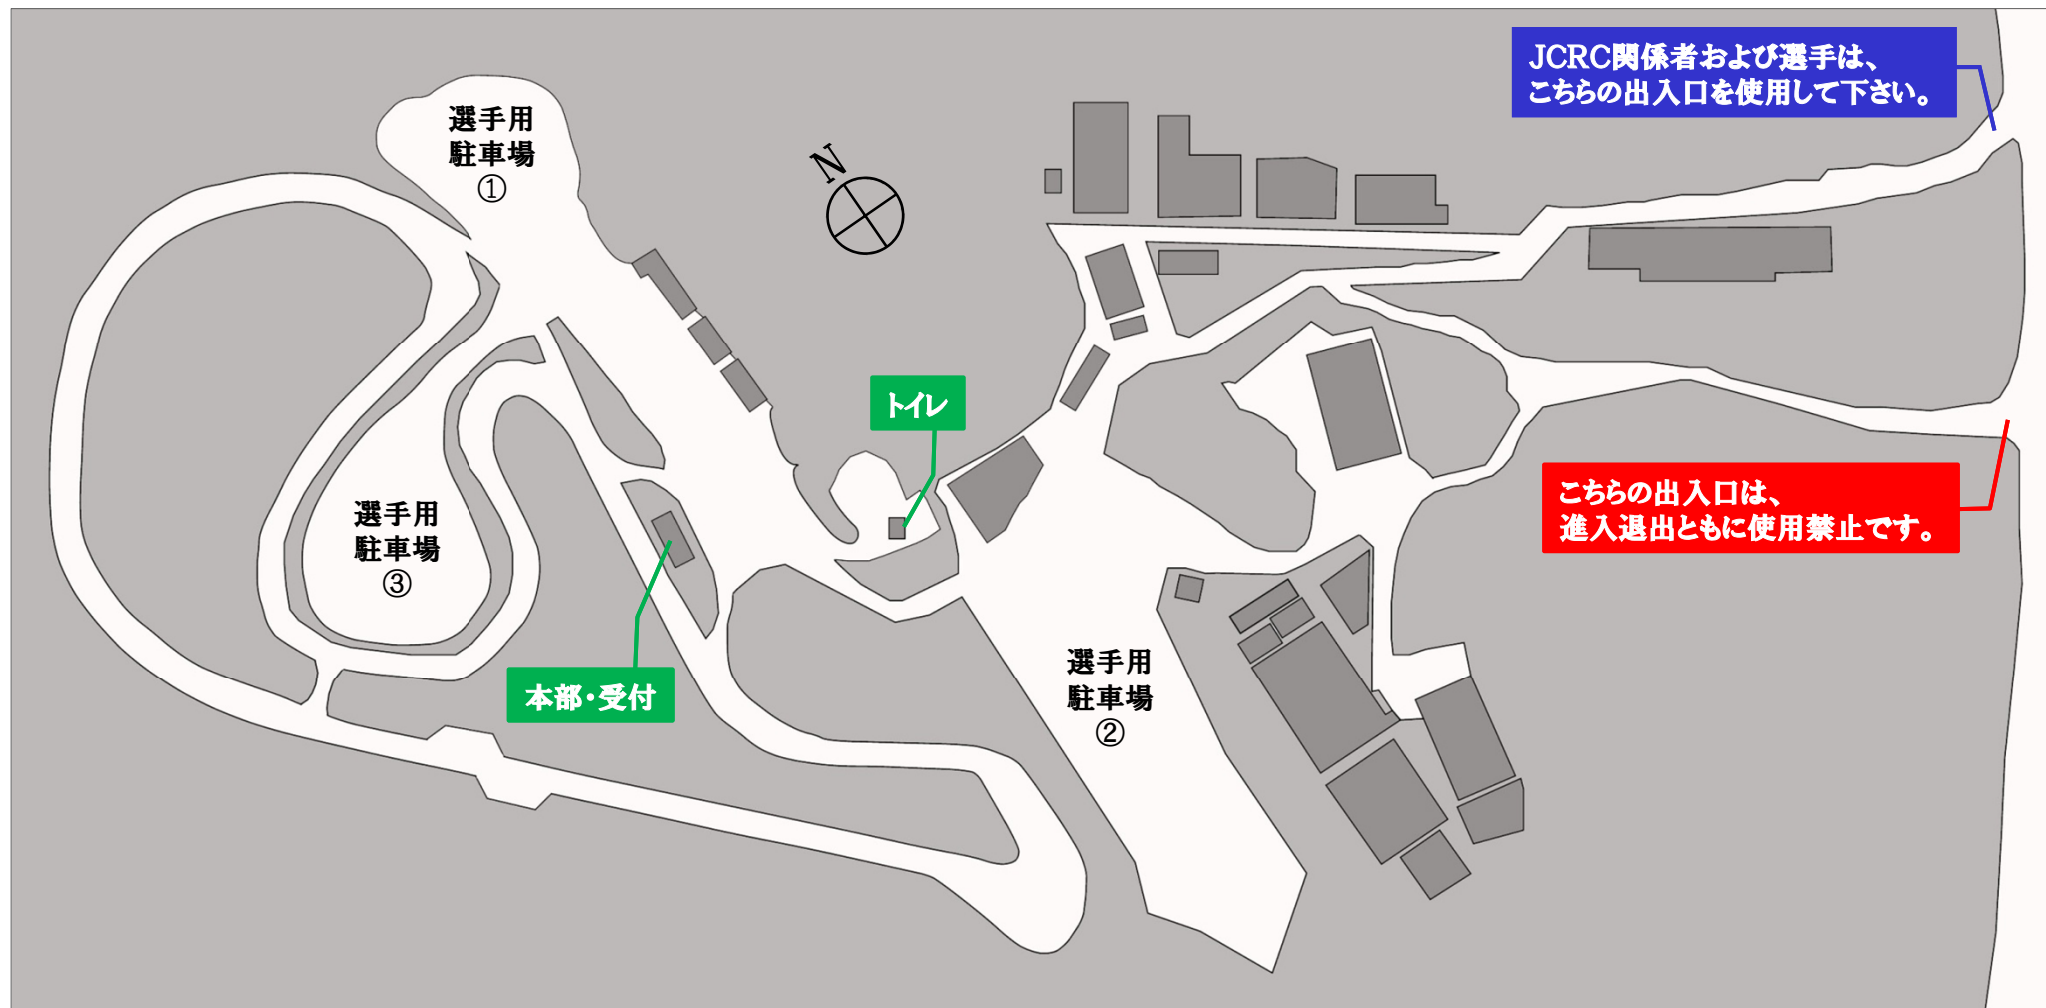 JCRC関係者および選手は、
こちらの出入口を使用して下さい。
選手用
駐車場
①
N
トイレ
こちらの出入口は、
進入退出ともに使用禁止です。
選手用
駐車場
③
本部・受付
選手用
駐車場
②